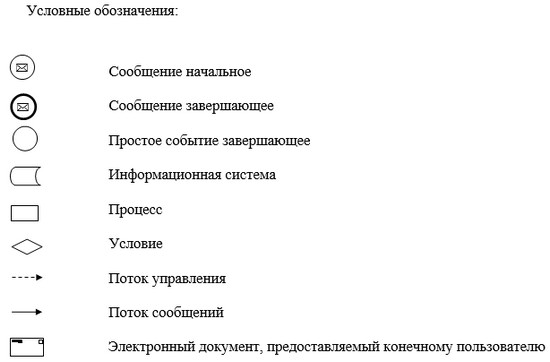 Условные обозначения:
Сообщение начальное
Сообщение завершающее
Простое событие завершающее
Информационная система
Процесс
Условие
Поток управления
Поток сообщений
Электронный документ, предоставляемый конечному пользователю